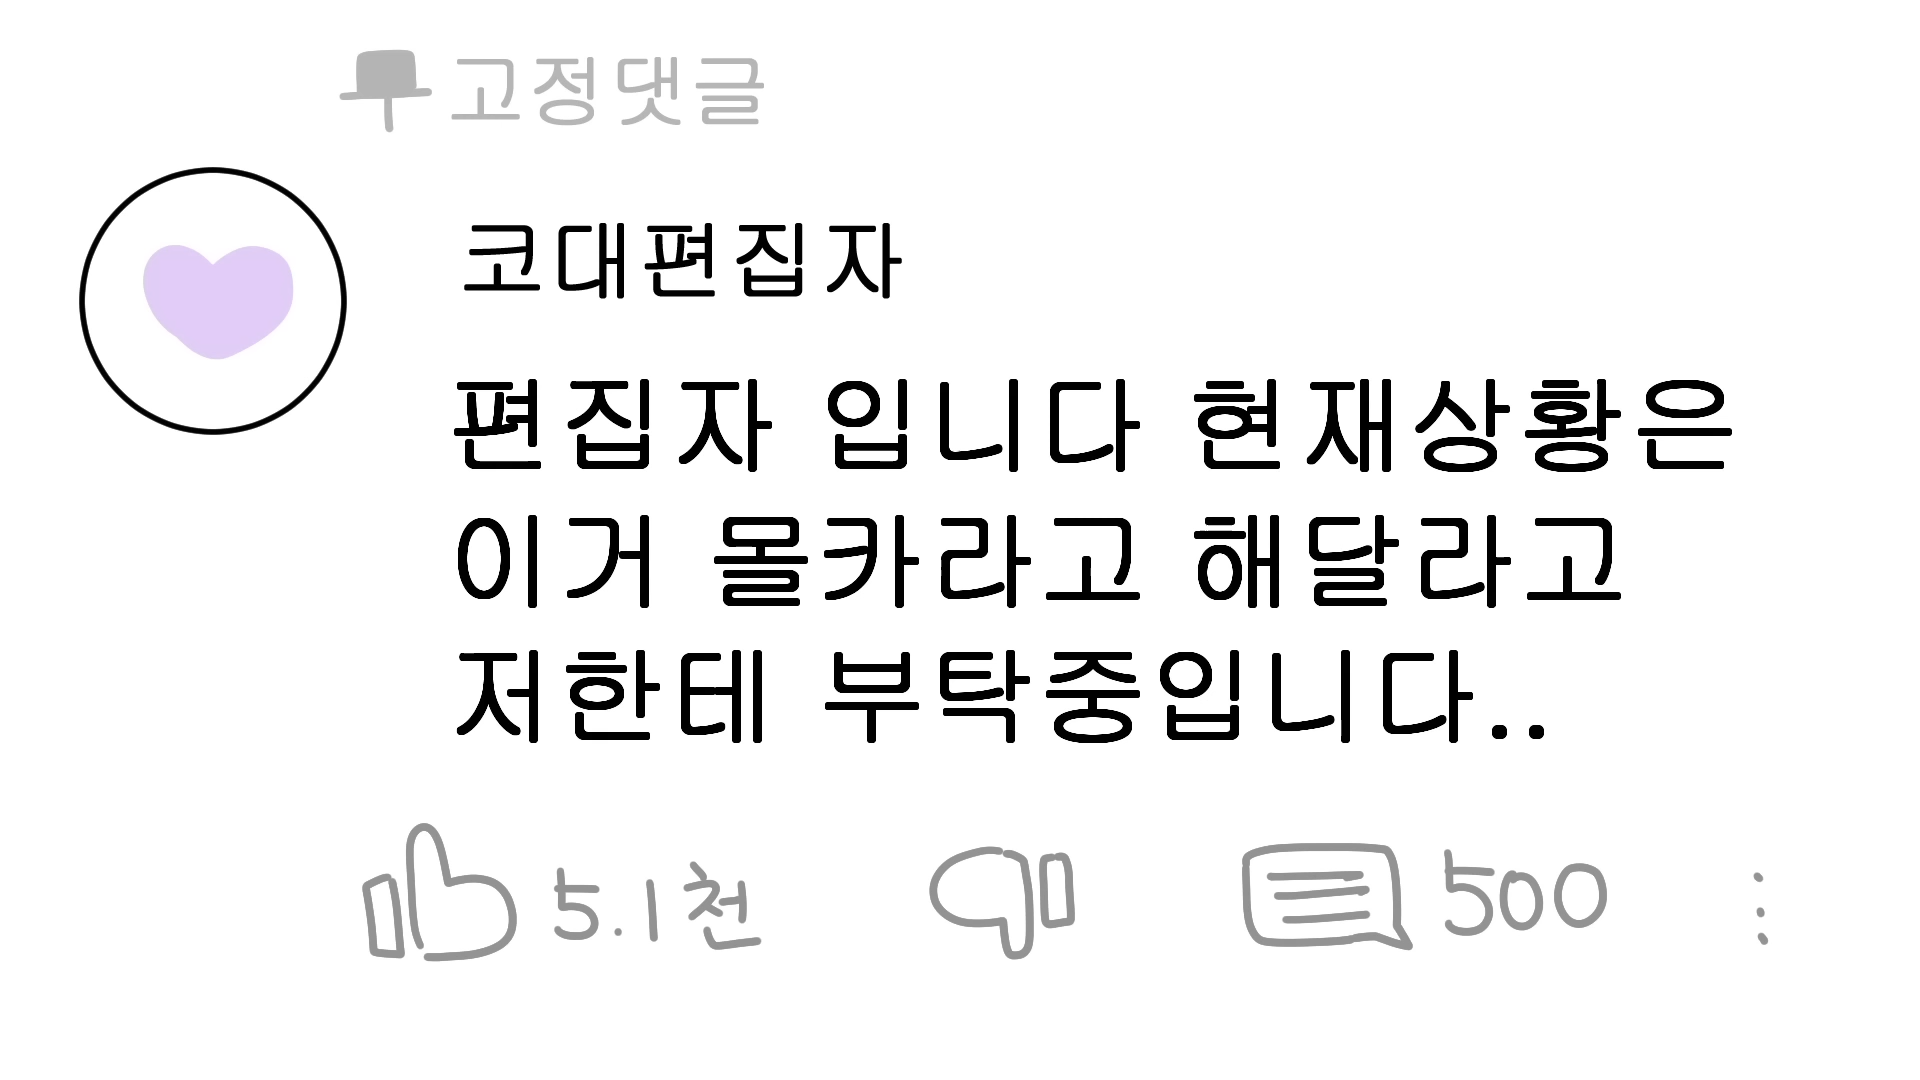 고정댓글
코대편집자
편집자 입니다 현재상황은
이거 몰카라고 해달라고
저한테 부탁중입니다..
5.1천 500